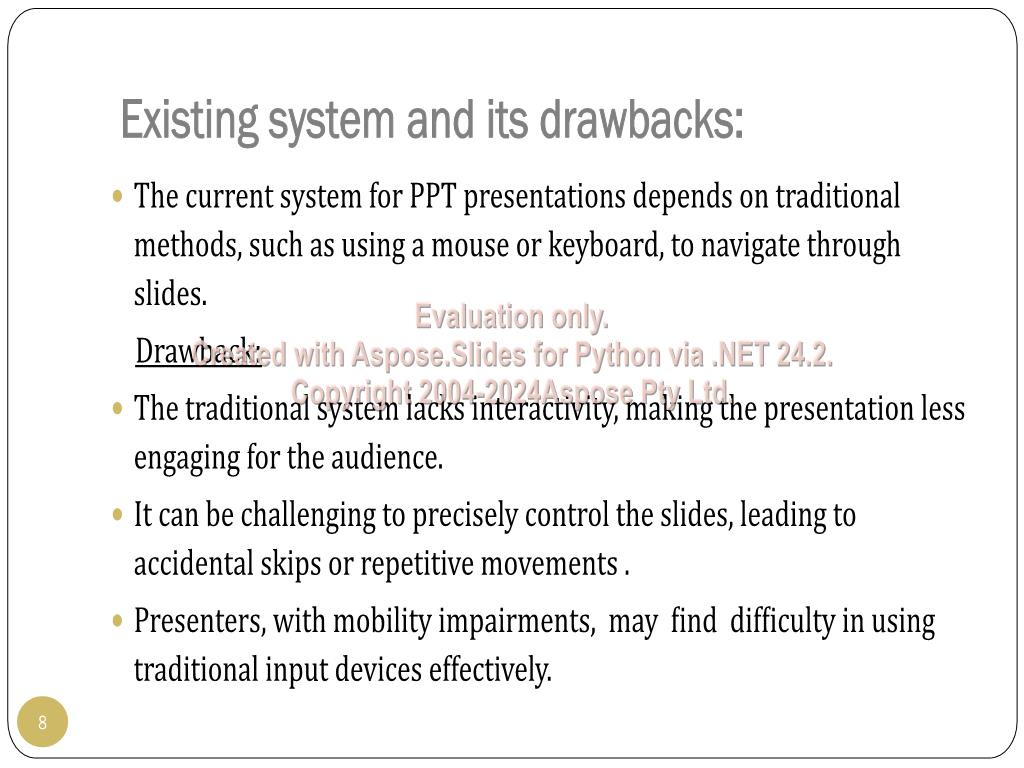 Existing system and its drawbacks:
The current system for PPT presentations depends on traditional
methods, such as using a mouse or keyboard, to navigate through
slides.
Evaluation only.
Drawback:
Created with Aspose.Slides for Python via .NET 24.2.
Copyright 2004-2024Aspose Pty Ltd.
The traditional system lacks interactivity, making the presentation less
engaging for the audience.
It can be challenging to precisely control the slides, leading to
accidental skips or repetitive movements .
Presenters, with mobility impairments,  may  find  difficulty in using
traditional input devices effectively.
8